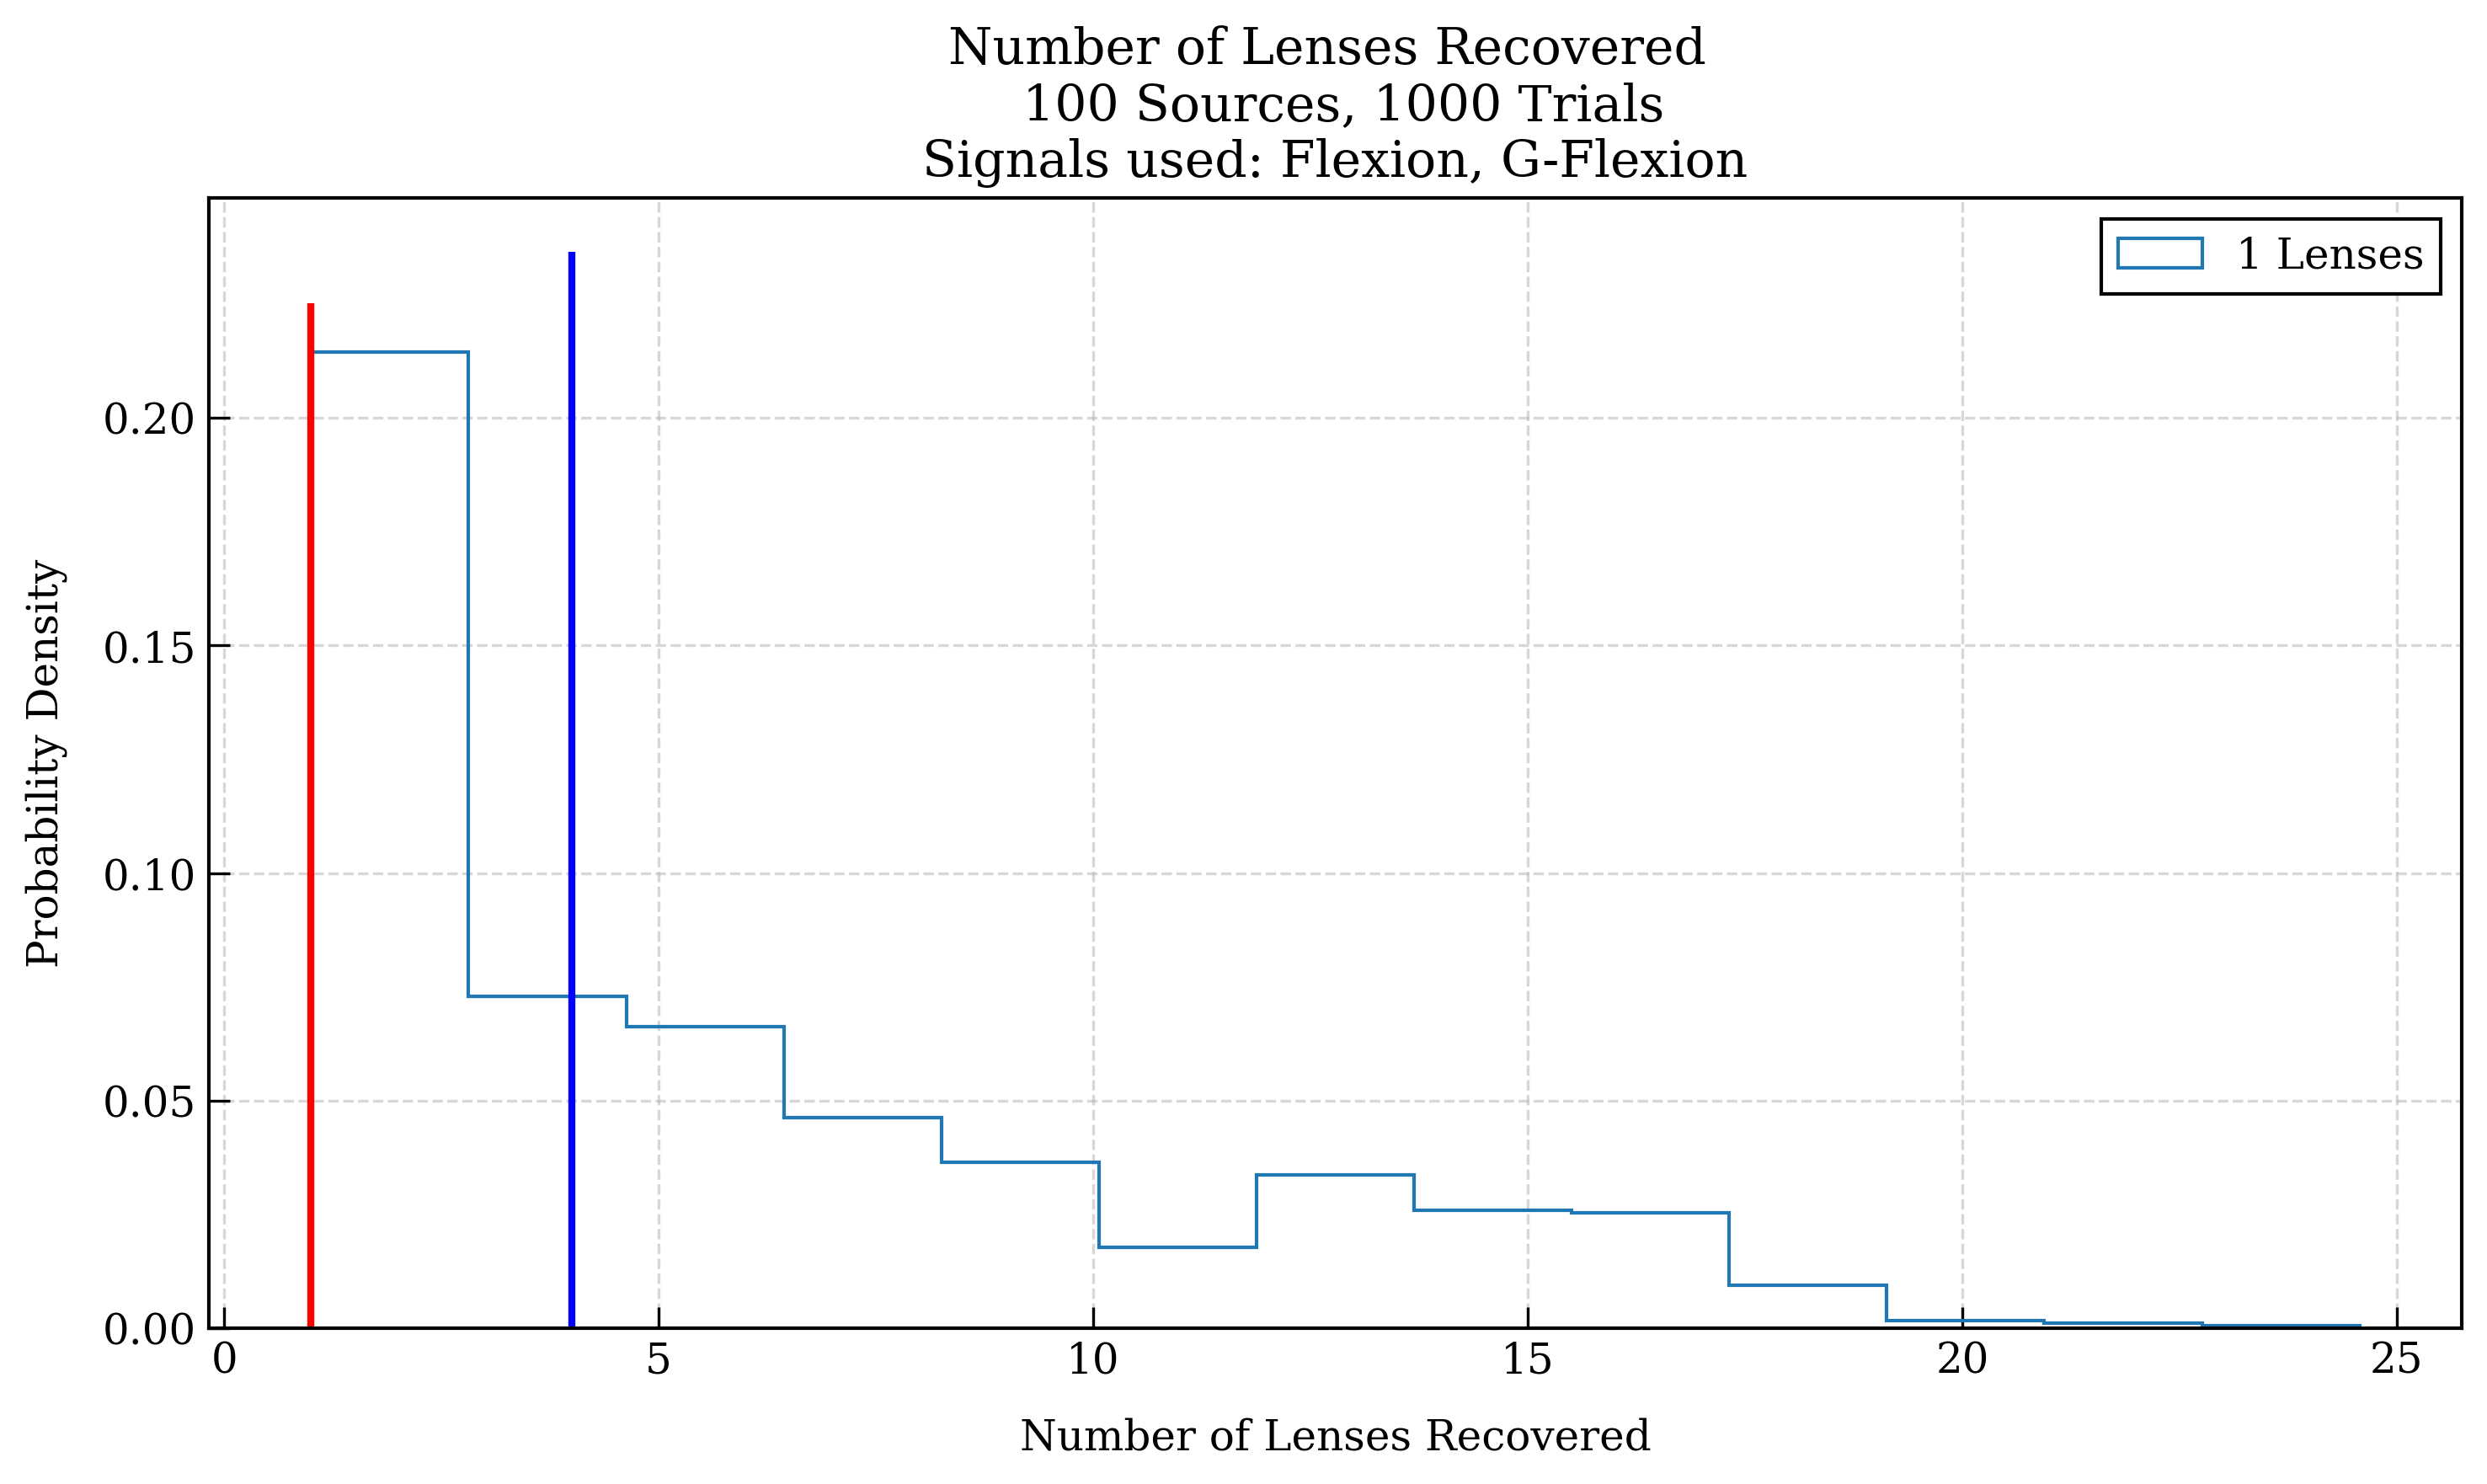 Number of Lenses Recovered
100 Sources, 1000 Trials
Signals used: Flexion, G-Flexion
1 Lenses
Probability Density
0.20
0.15
0.10
0.05
0.00
0 5 10 15 20 25
Number of Lenses Recovered